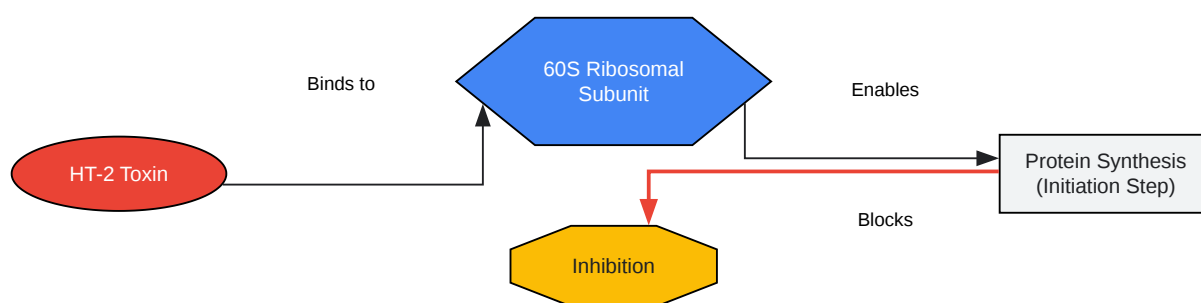 60S Ribosomal
Subunit
Binds to
Enables
HT-2 Toxin
Protein Synthesis
(Initiation Step)
Blocks
Inhibition